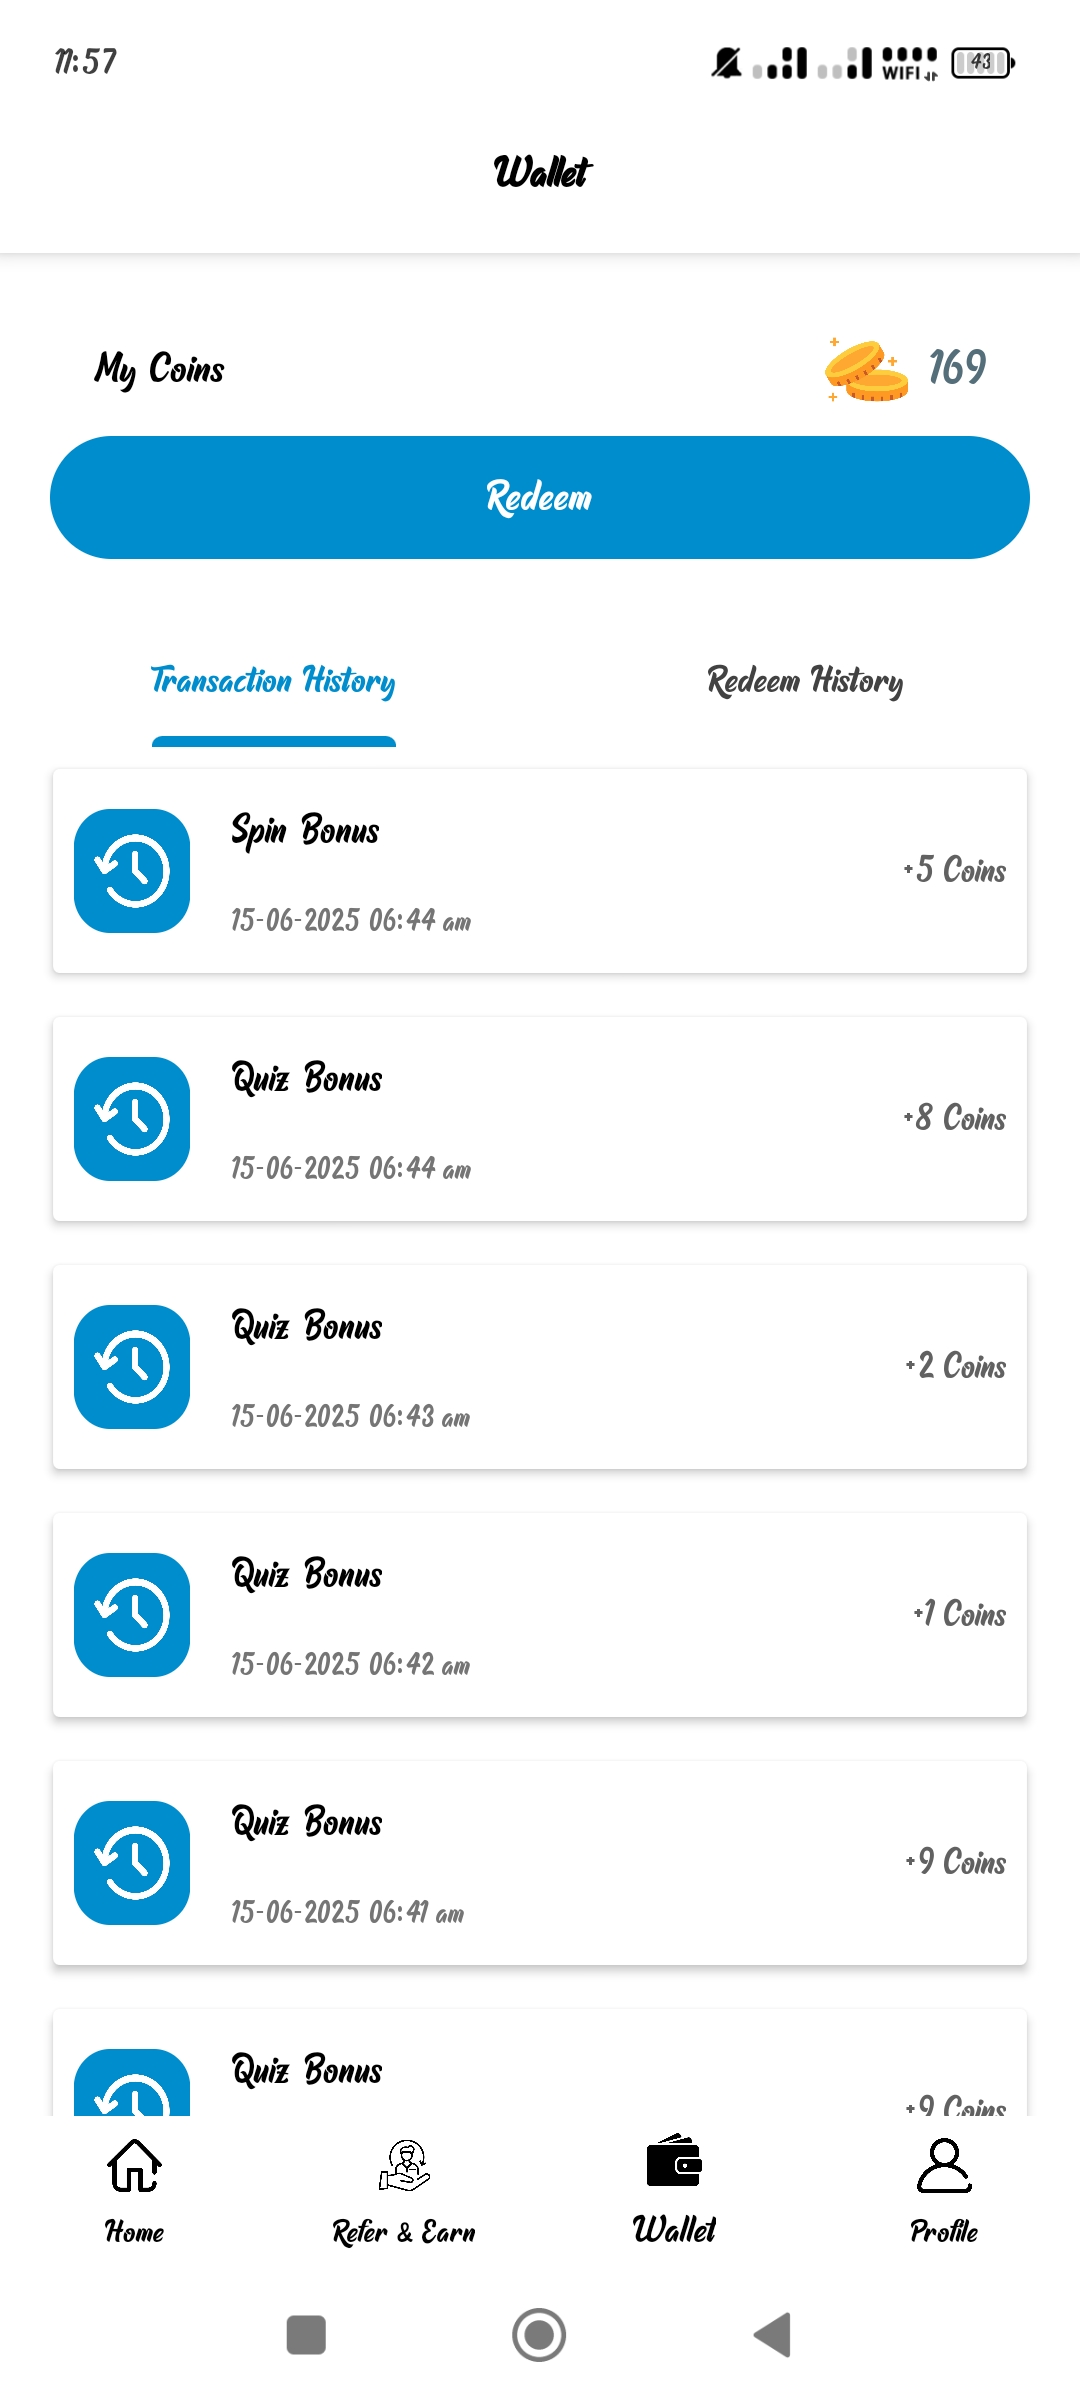 11:57
WIFI
43
Wallet
My Coins
169
Redeem
Transaction History
Redeem History
Spin Bonus
+5 Coins
15-06-2025 06:44 am
Quiz Bonus
+8 Coins
15-06-2025 06:44 am
Quiz Bonus
+2 Coins
15-06-2025 06:43 am
Quiz Bonus
+1 Coins
15-06-2025 06:42 am
Quiz Bonus
+9 Coins
15-06-2025 06:41 am
Quiz Bonus
+9 Coins
Home
Refer & Earn
Wallet
Profile